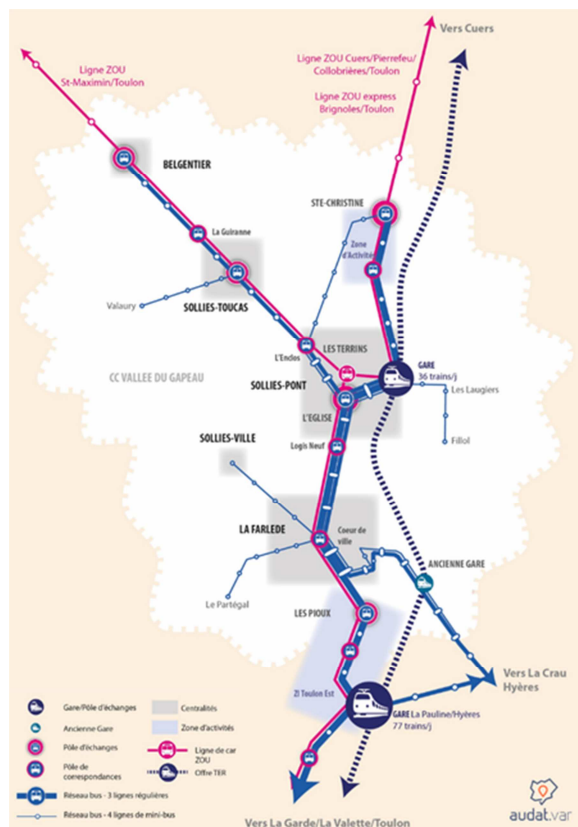 Vers Cuers
Ligne ZOU Cuers/Pierrefeu/
Collobrières/Toulon
Ligne ZOU express
Brignoles/Toulon
Ligne ZOU
St-Maximin/Toulon
BELGENTIER
STE-CHRISTINE
La Guiranne
Zone
d'Activité
SOLLIES-TOUCAS
Valaury
L'Enclos
LES TERRINS
GARE
36 trains/j
CC VALLEE DU GAPEAU
SOLLIES-PONT
Les Laugiers
L'EGLISE
SOLLIES-VILLE
Logis Neuf
Fillol
LA FARLEDE
Coeur de
ville
ANCIENNE GARE
Le Partégal
LES PIOUX
Vers La Crau
Hyères
ZI Toulon Est
GARE La Pauline/Hyères
77 trains/j
Gare/Pôle d'échanges
Ancienne Gare
Pôle d'échanges
Pôle de
correspondances
Réseau bus - 3 lignes régulières
Réseau bus - 4 lignes de mini-bus
Centralités
Zone d'activités
Ligne de car
ZOU
Offre TER
Vers La Garde/La Valette/Toulon
audat.var